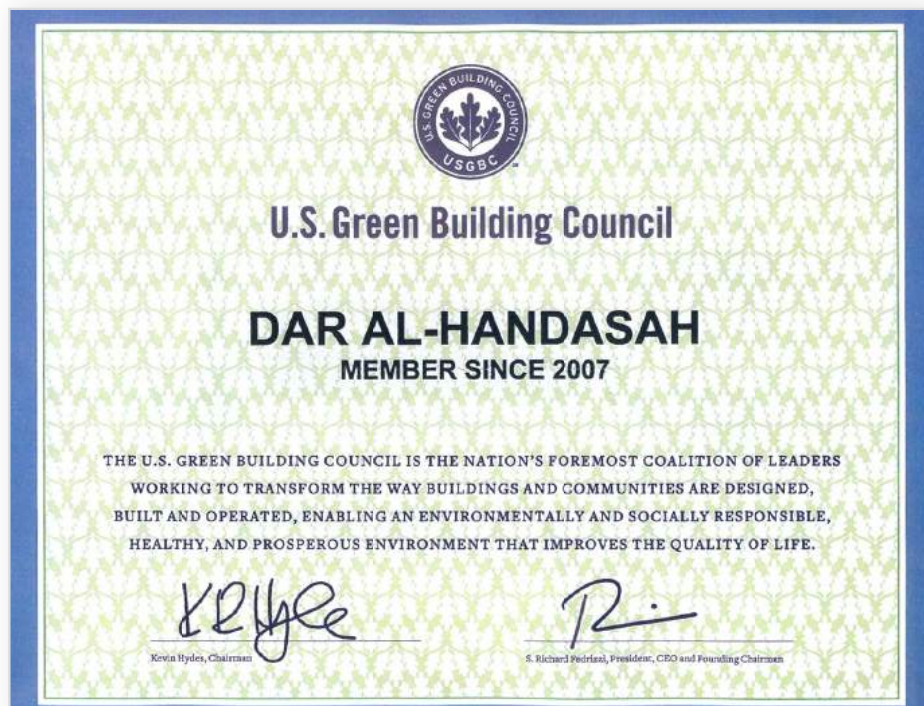 U.S. GREEN BUILDING COUNCIL
USGBC
U.S. Green Building Council
DAR AL-HANDASAH
MEMBER SINCE 2007
THE U.S. GREEN BUILDING COUNCIL IS THE NATION'S FOREMOST COALITION OF LEADERS
WORKING TO TRANSFORM THE WAY BUILDINGS AND COMMUNITIES ARE DESIGNED,
BUILT AND OPERATED, ENABLING AN ENVIRONMENTALLY AND SOCIALLY RESPONSIBLE,
HEALTHY, AND PROSPEROUS ENVIRONMENT THAT IMPROVES THE QUALITY OF LIFE.
Kevin Hydes, Chairman
S. Richard Fedrizzi, President, CEO and Founding Chairman